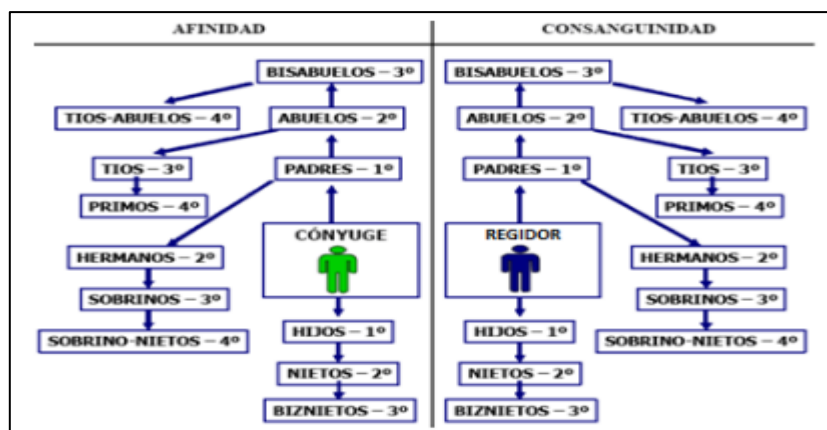 AFINIDAD
CONSANGUINIDAD
BISABUELOS – 3º
BISABUELOS – 3º
TIOS-ABUELOS – 4º
ABUELOS – 2º
ABUELOS – 2º
TIOS-ABUELOS – 4º
TIOS – 3º
PADRES – 1º
PADRES – 1º
TIOS – 3º
PRIMOS – 4º
PRIMOS – 4º
CÓNYUGE
REGIDOR
HERMANOS – 2º
HERMANOS – 2º
SOBRINOS – 3º
SOBRINOS – 3º
HIJOS – 1º
HIJOS – 1º
SOBRINO-NIETOS – 4º
SOBRINO-NIETOS – 4º
NIETOS – 2º
NIETOS – 2º
BIZNIETOS – 3º
BIZNIETOS – 3º